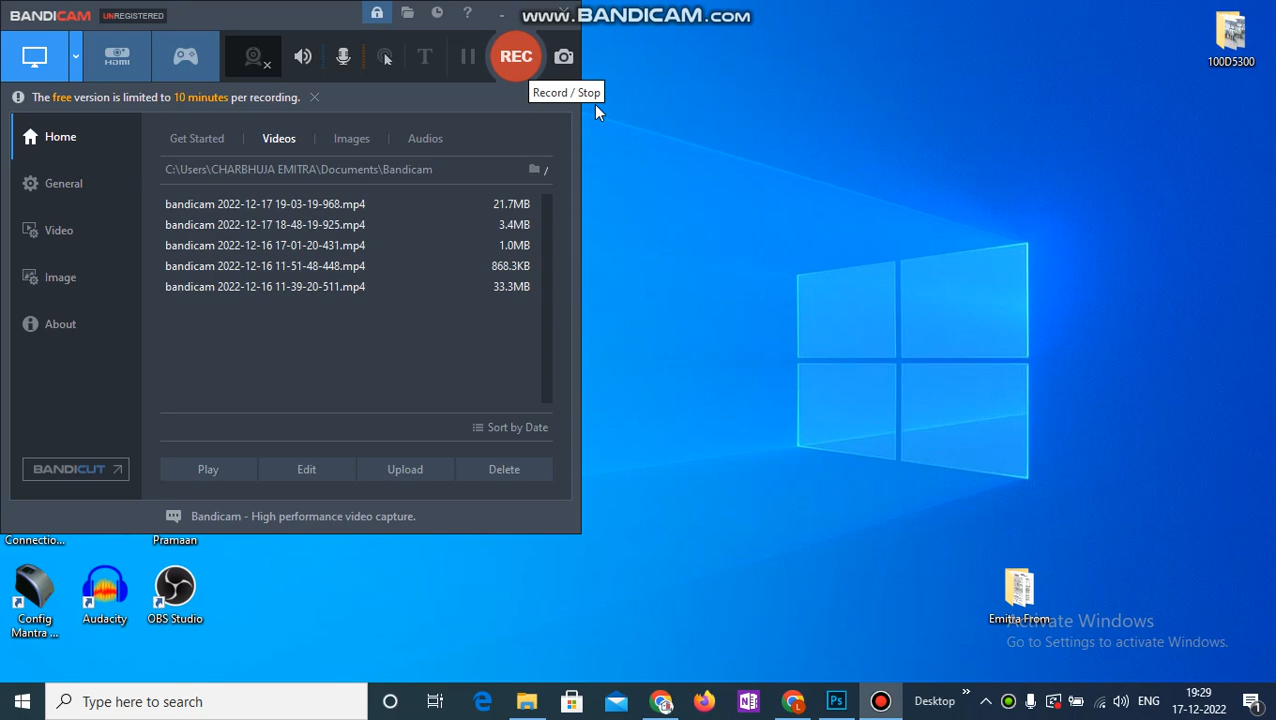 BANDICAM UNREGISTERED
www.BANDICAM.com
HDMI
T
REC
Record / Stop
The free version is limited to 10 minutes per recording.
Home
General
Video
Image
About
BANDICUT
Get Started
Videos
Images
Audios
C:\Users\CHARBHUJA EMITRA\Documents\Bandicam
/
bandicam 2022-12-17 19-03-19-968.mp4 21.7MB
bandicam 2022-12-17 18-48-19-925.mp4 3.4MB
bandicam 2022-12-16 17-01-20-431.mp4 1.0MB
bandicam 2022-12-16 11-51-48-448.mp4 868.3KB
bandicam 2022-12-16 11-39-20-511.mp4 33.3MB
Sort by Date
Play
Edit
Upload
Delete
Bandicam - High performance video capture.
100D5300
Connectio...
Pramaan
Config
Mantra ...
Audacity
OBS Studio
Emitra From
Activate Windows
Go to Settings to activate Windows.
Type here to search
N
L
Ps
Desktop
ENG
19:29
17-12-2022
1